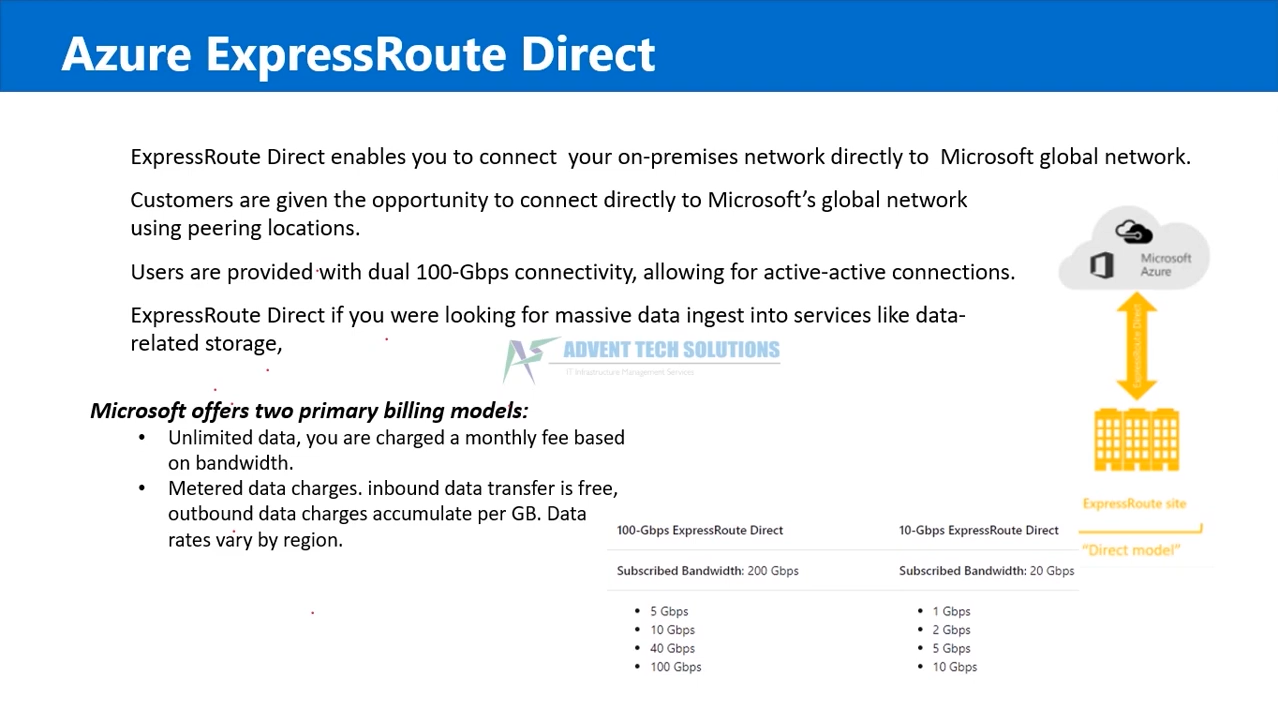 Azure ExpressRoute Direct
ExpressRoute Direct enables you to connect  your on-premises network directly to  Microsoft global network.
Customers are given the opportunity to connect directly to Microsoft’s global network
using peering locations.
Users are provided with dual 100-Gbps connectivity, allowing for active-active connections.
ExpressRoute Direct if you were looking for massive data ingest into services like data-
related storage,
ADVENT TECH SOLUTIONS
IT Infrastructure Management Services
Microsoft offers two primary billing models:
• Unlimited data, you are charged a monthly fee based
on bandwidth.
• Metered data charges. inbound data transfer is free,
outbound data charges accumulate per GB. Data
rates vary by region.
Microsoft
Azure
ExpressRoute Direct
ExpressRoute site
"Direct model"
100-Gbps ExpressRoute Direct
10-Gbps ExpressRoute Direct
Subscribed Bandwidth: 200 Gbps
Subscribed Bandwidth: 20 Gbps
• 5 Gbps
• 10 Gbps
• 40 Gbps
• 100 Gbps
• 1 Gbps
• 2 Gbps
• 5 Gbps
• 10 Gbps